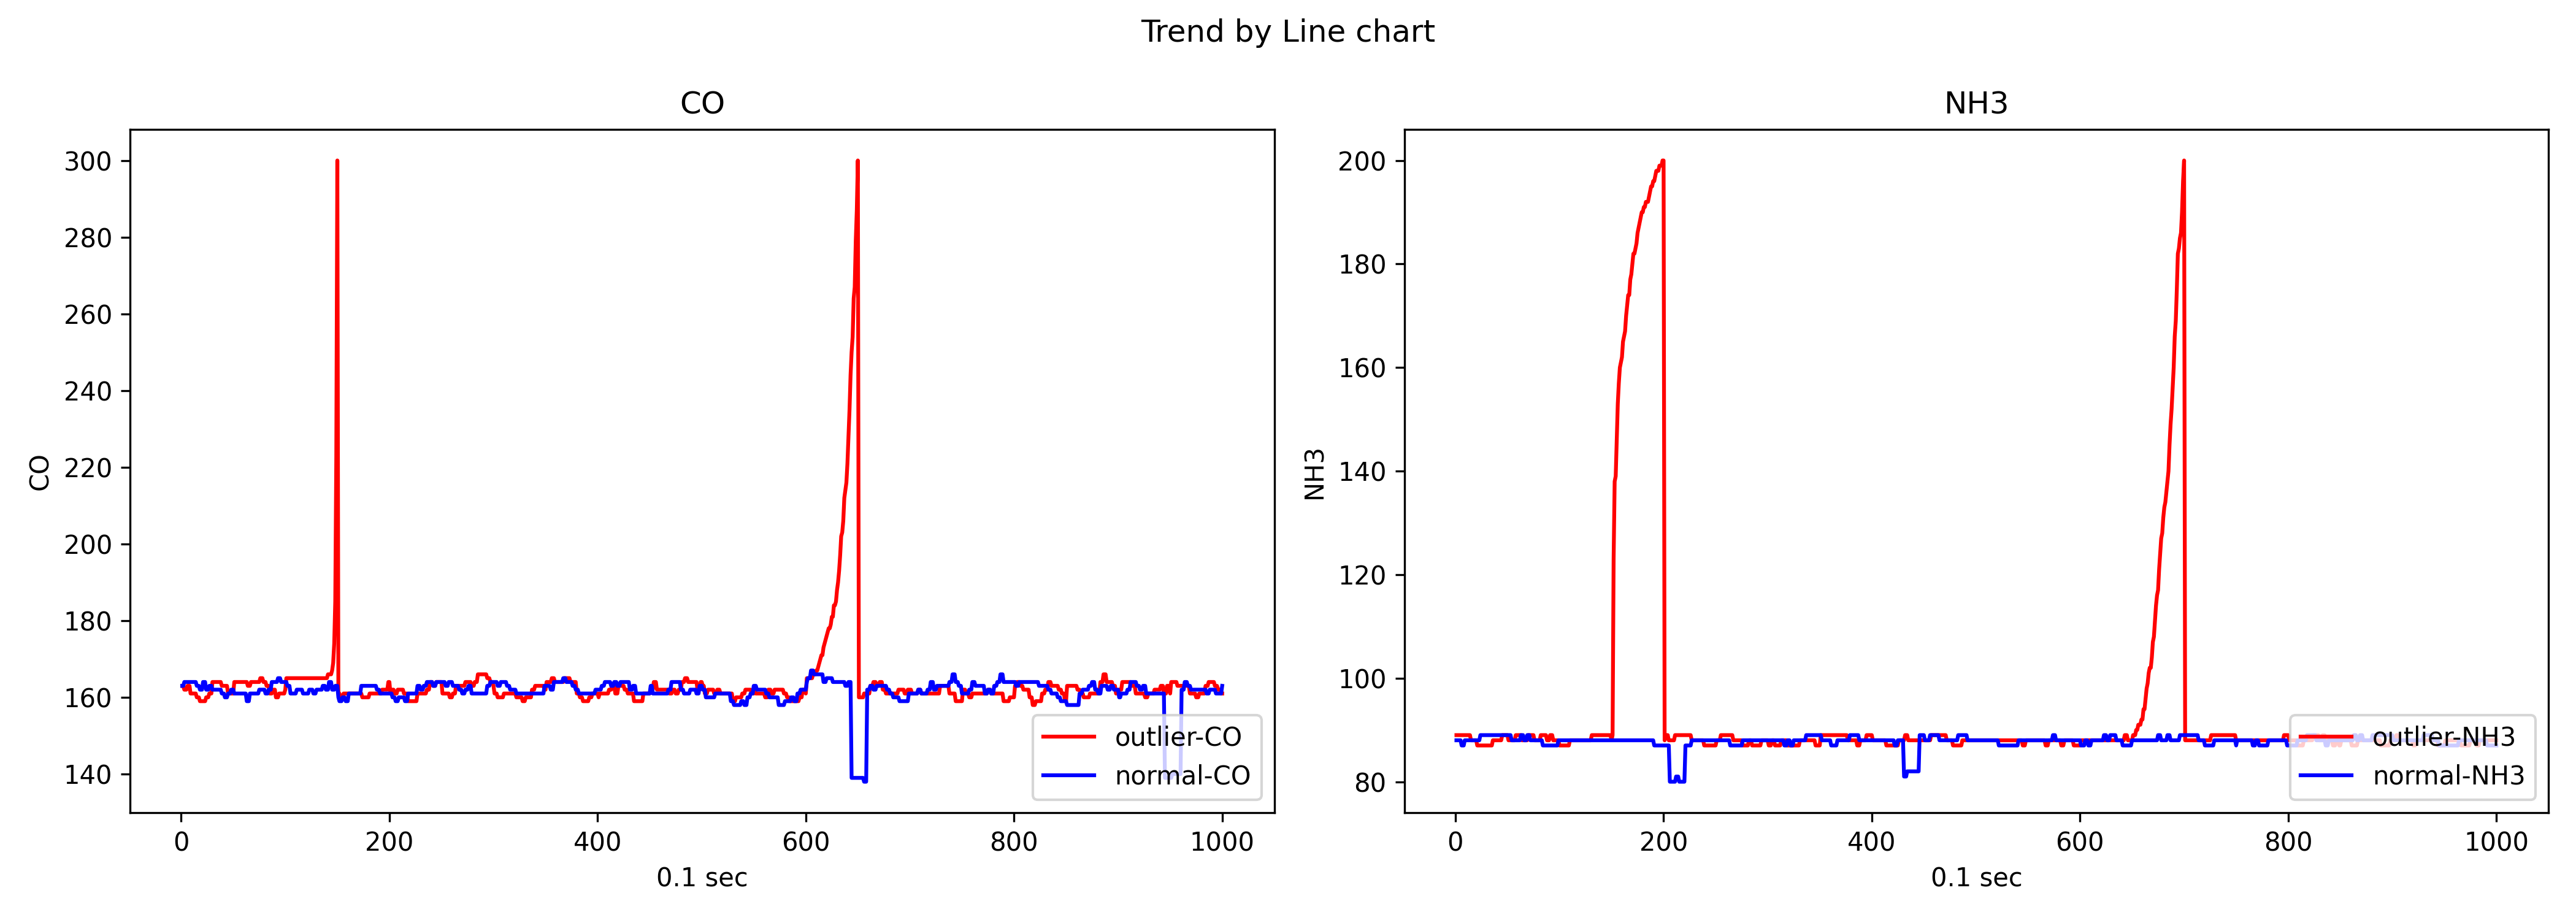 Trend by Line chart
CO
300
280
260
240
220
200
180
160
140
CO
0 200 400 600 800 1000
0.1 sec
outlier-CO
normal-CO
NH3
200
180
160
140
120
100
80
NH3
0 200 400 600 800 1000
0.1 sec
outlier-NH3
normal-NH3